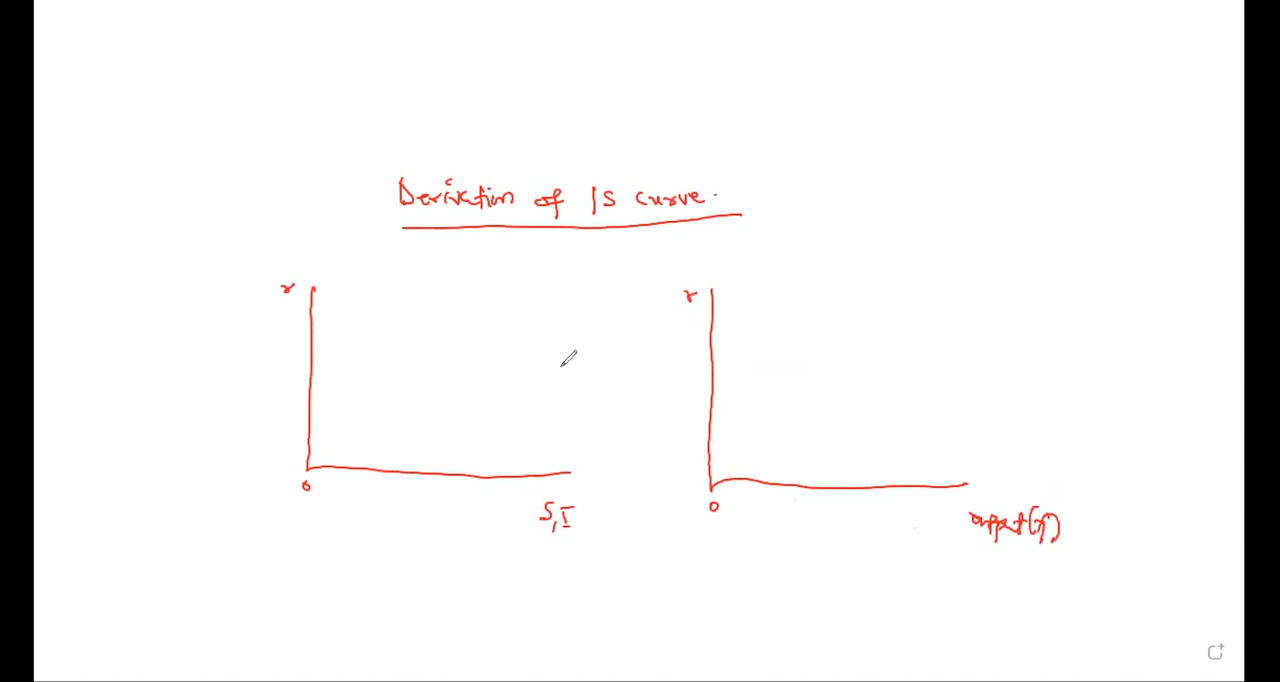 Derivation of IS curve.
r
r
0
S, I
0
output(Y)